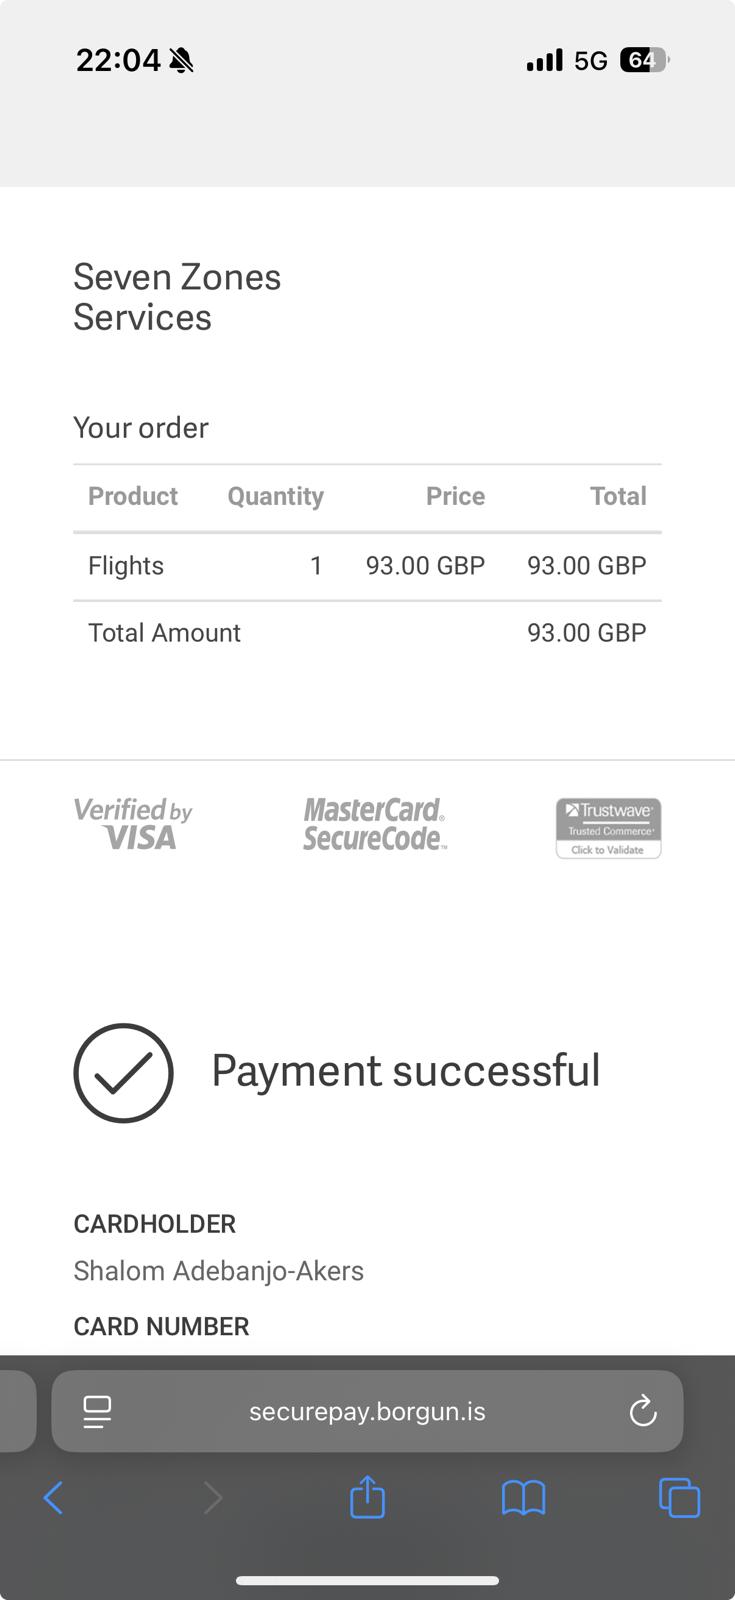 22:04 5G 64
Seven Zones
Services
Your order
Product Quantity Price Total
Flights 1 93.00 GBP 93.00 GBP
Total Amount 93.00 GBP
Verified by
VISA
MasterCard®
SecureCode™
Trustwave®
Trusted Commerce®
Click to Validate
Payment successful
CARDHOLDER
Shalom Adebanjo-Akers
CARD NUMBER
securepay.borgun.is